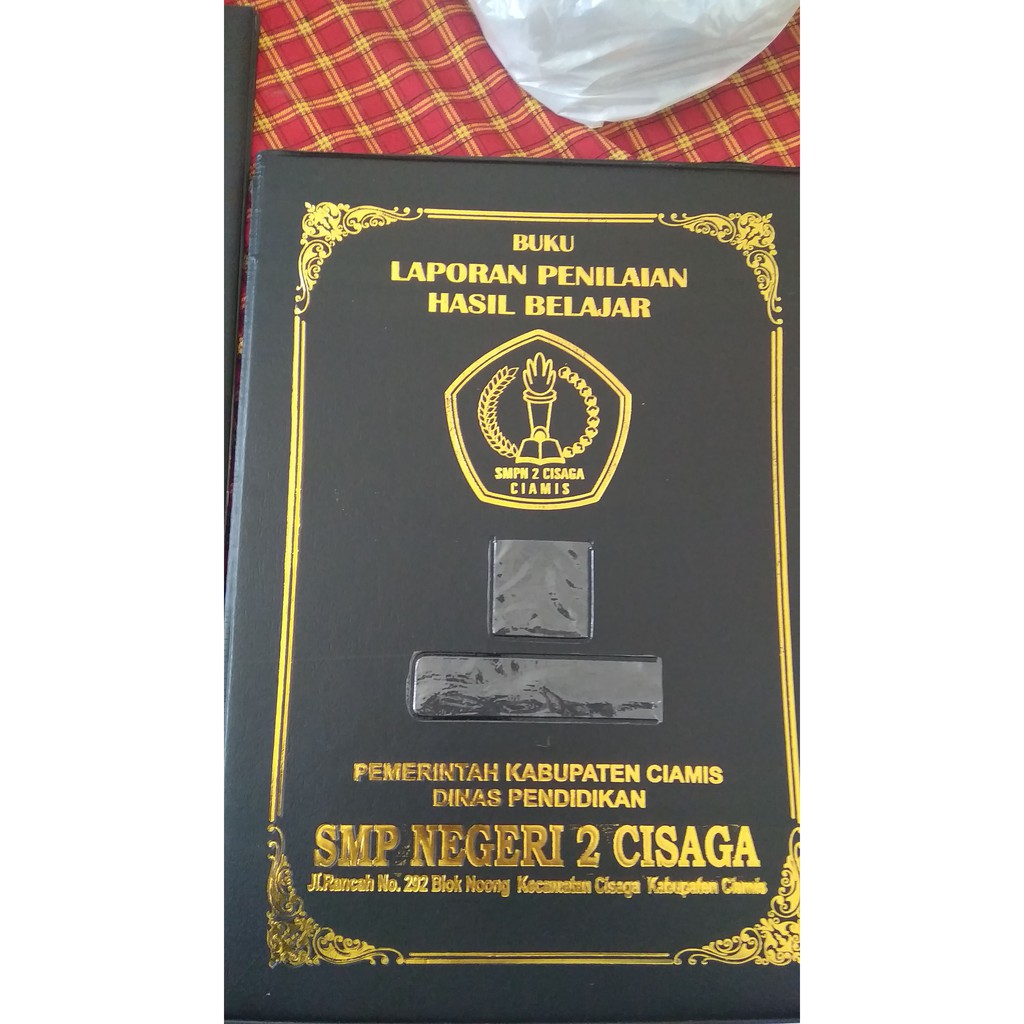 BUKU
LAPORAN PENILAIAN
HASIL BELAJAR
SMPN 2 CISAGA
CIAMIS
PEMERINTAH KABUPATEN CIAMIS
DINAS PENDIDIKAN
SMP NEGERI 2 CISAGA
Jl.Rancah No. 292 Blok Noong Kecamatan Cisaga Kabupaten Ciamis